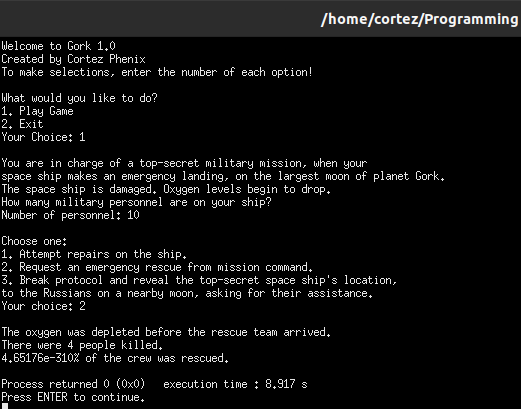 /home/cortez/Programming
Welcome to Gork 1.0
Created by Cortez Phenix
To make selections, enter the number of each option!
What would you like to do?
1. Play Game
2. Exit
Your Choice: 1
You are in charge of a top-secret military mission, when your
space ship makes an emergency landing, on the largest moon of planet Gork.
The space ship is damaged. Oxygen levels begin to drop.
How many military personnel are on your ship?
Number of personnel: 10
Choose one:
1. Attempt repairs on the ship.
2. Request an emergency rescue from mission command.
3. Break protocol and reveal the top-secret space ship's location,
to the Russians on a nearby moon, asking for their assistance.
Your choice: 2
The oxygen was depleted before the rescue team arrived.
There were 4 people killed.
4.65176e-310% of the crew was rescued.
Process returned 0 (0x0)   execution time : 8.917 s
Press ENTER to continue.